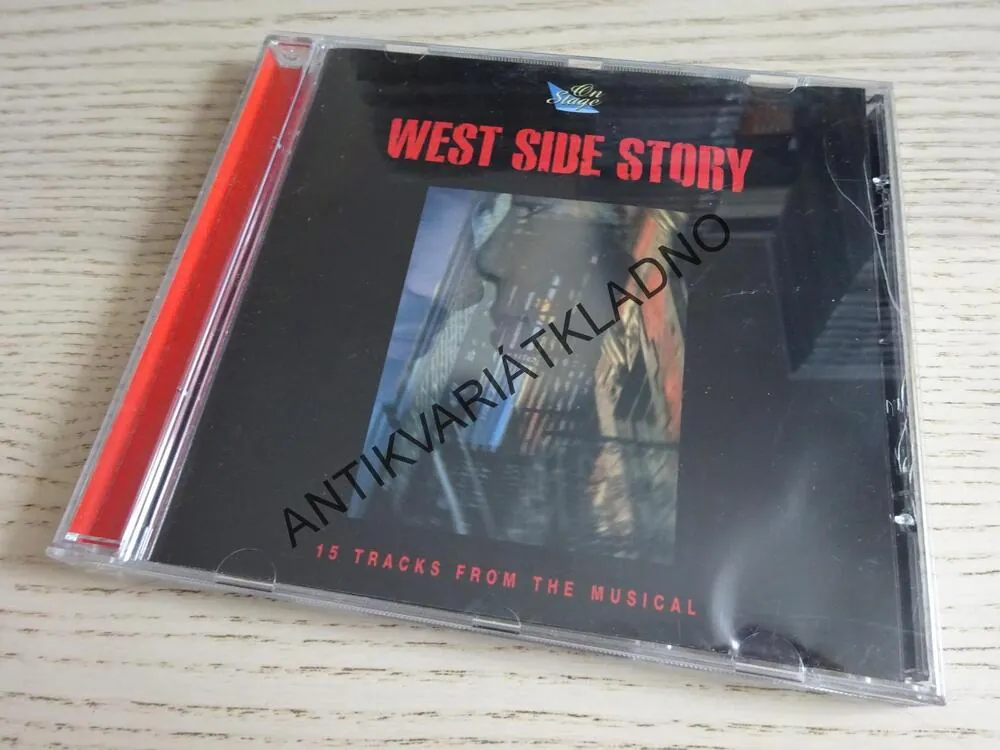 On
Stage
WEST SIDE STORY
ANTIKVARIÁTKLADNO
15 TRACKS FROM THE MUSICAL